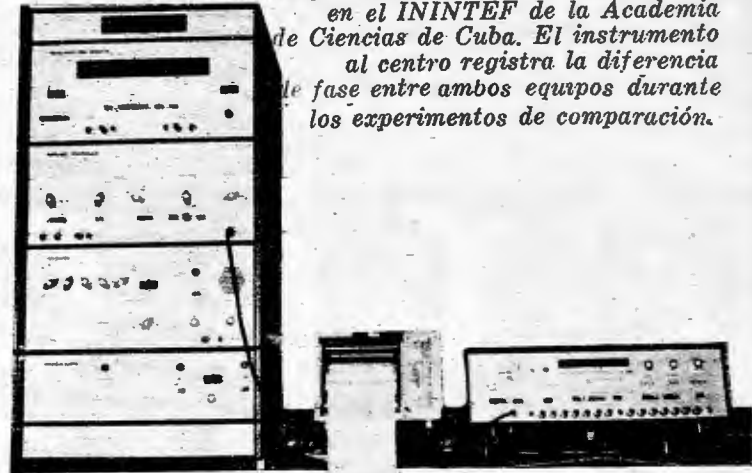 en el ININTEF de la Academia
de Ciencias de Cuba. El instrumento
al centro registra la diferencia
de fase entre ambos equipos durante
los experimentos de comparación.